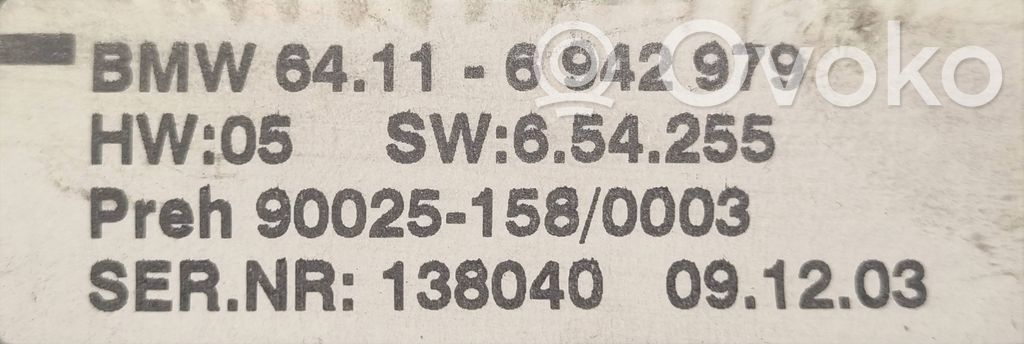 BMW 64.11 - 6 942 979
HW:05 SW:6.54.255
Preh 90025-158/0003
SER.NR: 138040 09.12.03
Ovoko